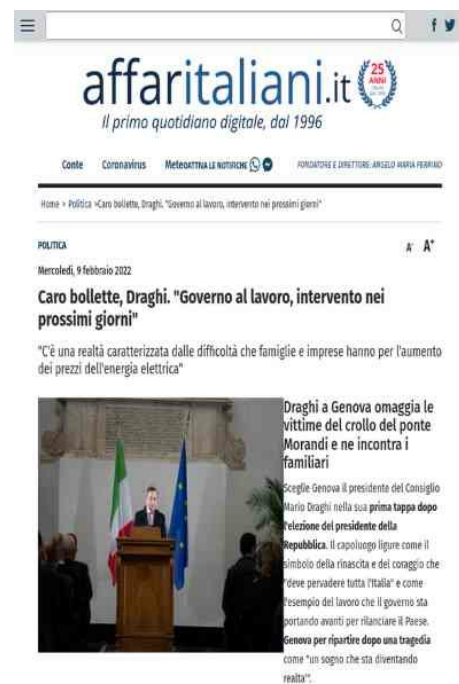 affaritaliani.it
25
ANNI
Il primo quotidiano digitale, dal 1996
Conte Coronavirus Meteo ATTIVA LE NOTIFICHE FONDATORE E DIRETTORE: ANGELO MARIA PERRINO
Home > Politica >Caro bollette, Draghi. "Governo al lavoro, intervento nei prossimi giorni"
POLITICA A- A+
Mercoledì, 9 febbraio 2022
Caro bollette, Draghi. "Governo al lavoro, intervento nei
prossimi giorni"
"C'è una realtà caratterizzata dalle difficoltà che famiglie e imprese hanno per l'aumento
dei prezzi dell'energia elettrica"
Draghi a Genova omaggia le
vittime del crollo del ponte
Morandi e ne incontra i
familiari
Sceglie Genova il presidente del Consiglio
Mario Draghi nella sua prima tappa dopo
l'elezione del presidente della
Repubblica. Il capoluogo ligure come il
simbolo della rinascita e del coraggio che
"deve pervadere tutta l'Italia" e come
l'esempio del lavoro che il governo sta
portando avanti per rilanciare il Paese.
Genova per ripartire dopo una tragedia
come "un sogno che sta diventando
realta'".